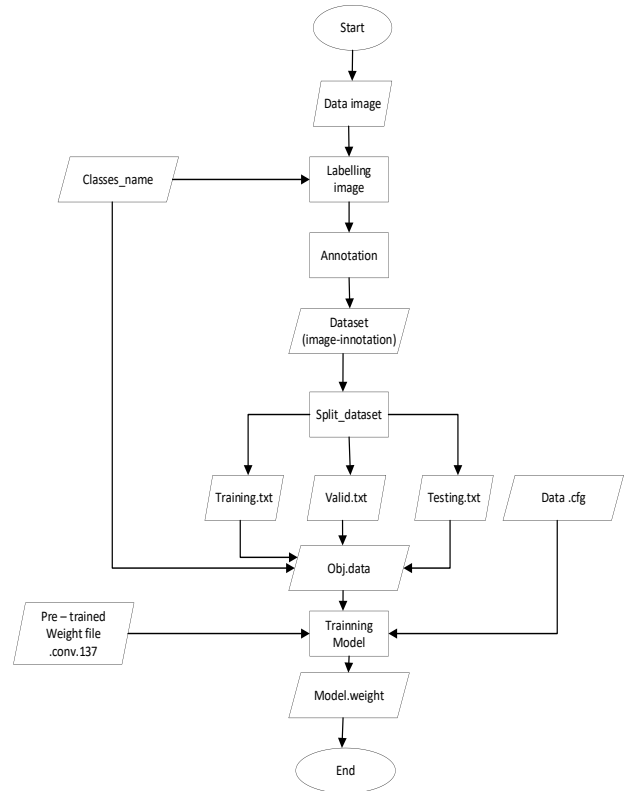 Start
Data image
Classes_name
Labelling
image
Annotation
Dataset
(image-innotation)
Split_dataset
Training.txt
Valid.txt
Testing.txt
Data .cfg
Obj.data
Pre – trained
Weight file
.conv.137
Trainning
Model
Model.weight
End